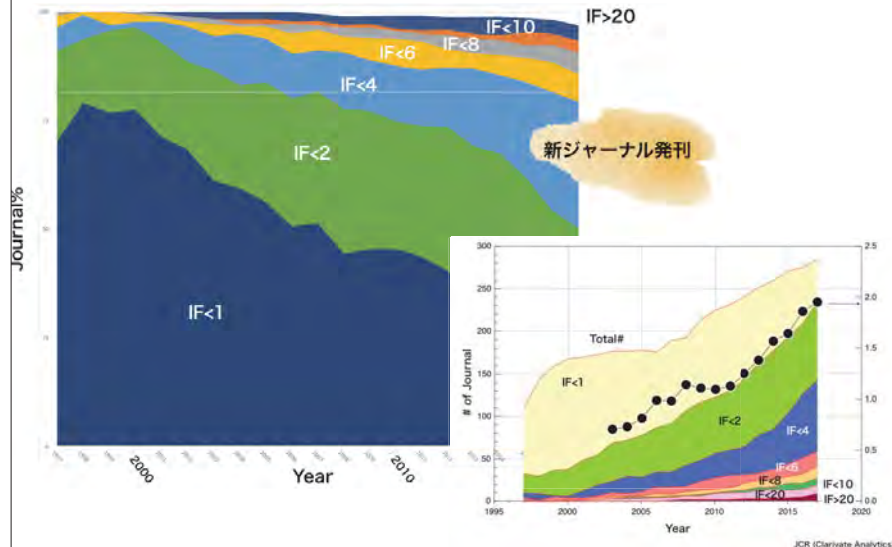 100
IF>20
IF<10
IF<8
IF<6
IF<4
新ジャーナル発刊
IF<2
Journal%
IF<1
2000
2010
Year
300
250
200
150
100
50
0
# of Journal
2.5
2.0
1.5
1.0
0.5
0.0
Total#
IF<1
IF<2
IF<4
IF<6
IF<8
IF<10
IF<20
IF>20
1995
2000
2005
2010
2015
2020
Year
JCR (Clarivate Analytics